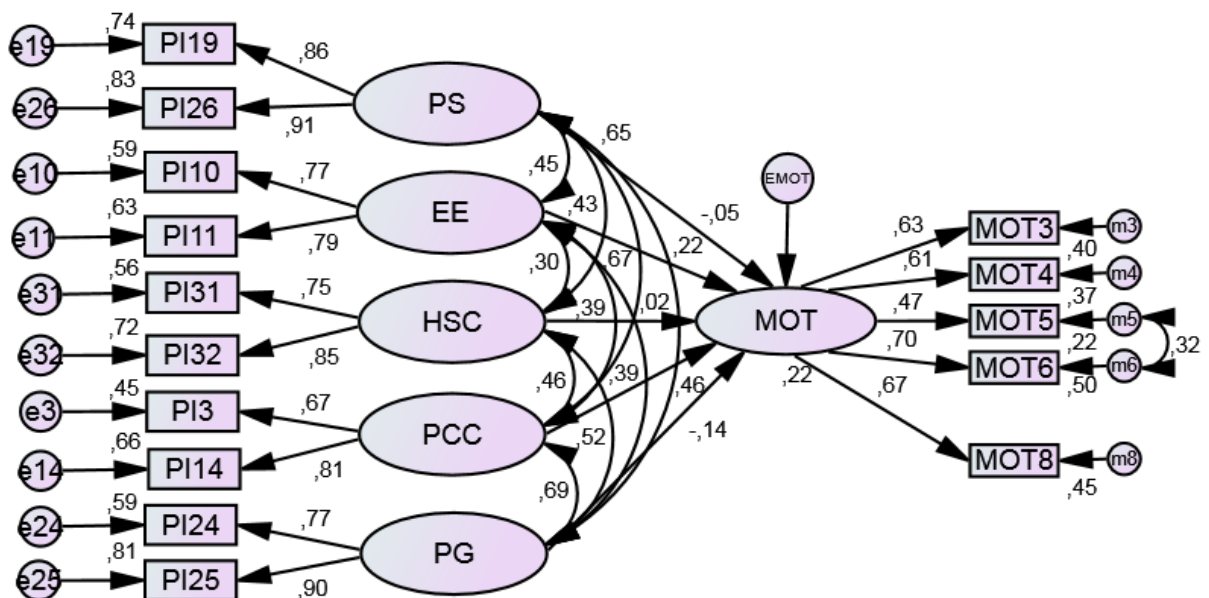 ,74
e19
PI19
,86
,83
e26
PI26
,91
PS
,65
,59
e10
PI10
,77
,45
EMOT
,63
e11
PI11
,79
EE
,43
-,05
,22
,63
MOT3
m3
,40
,56
e31
PI31
,75
,30
,67
,61
MOT4
m4
,37
,72
e32
PI32
,85
HSC
,39
,02
MOT
,47
MOT5
m5
,22
,32
,70
MOT6
m6
,50
,45
e3
PI3
,67
,46
,39
,46
,22
,67
,66
e14
PI14
,81
PCC
,52
-,14
MOT8
m8
,45
,59
e24
PI24
,77
,69
,81
e25
PI25
,90
PG